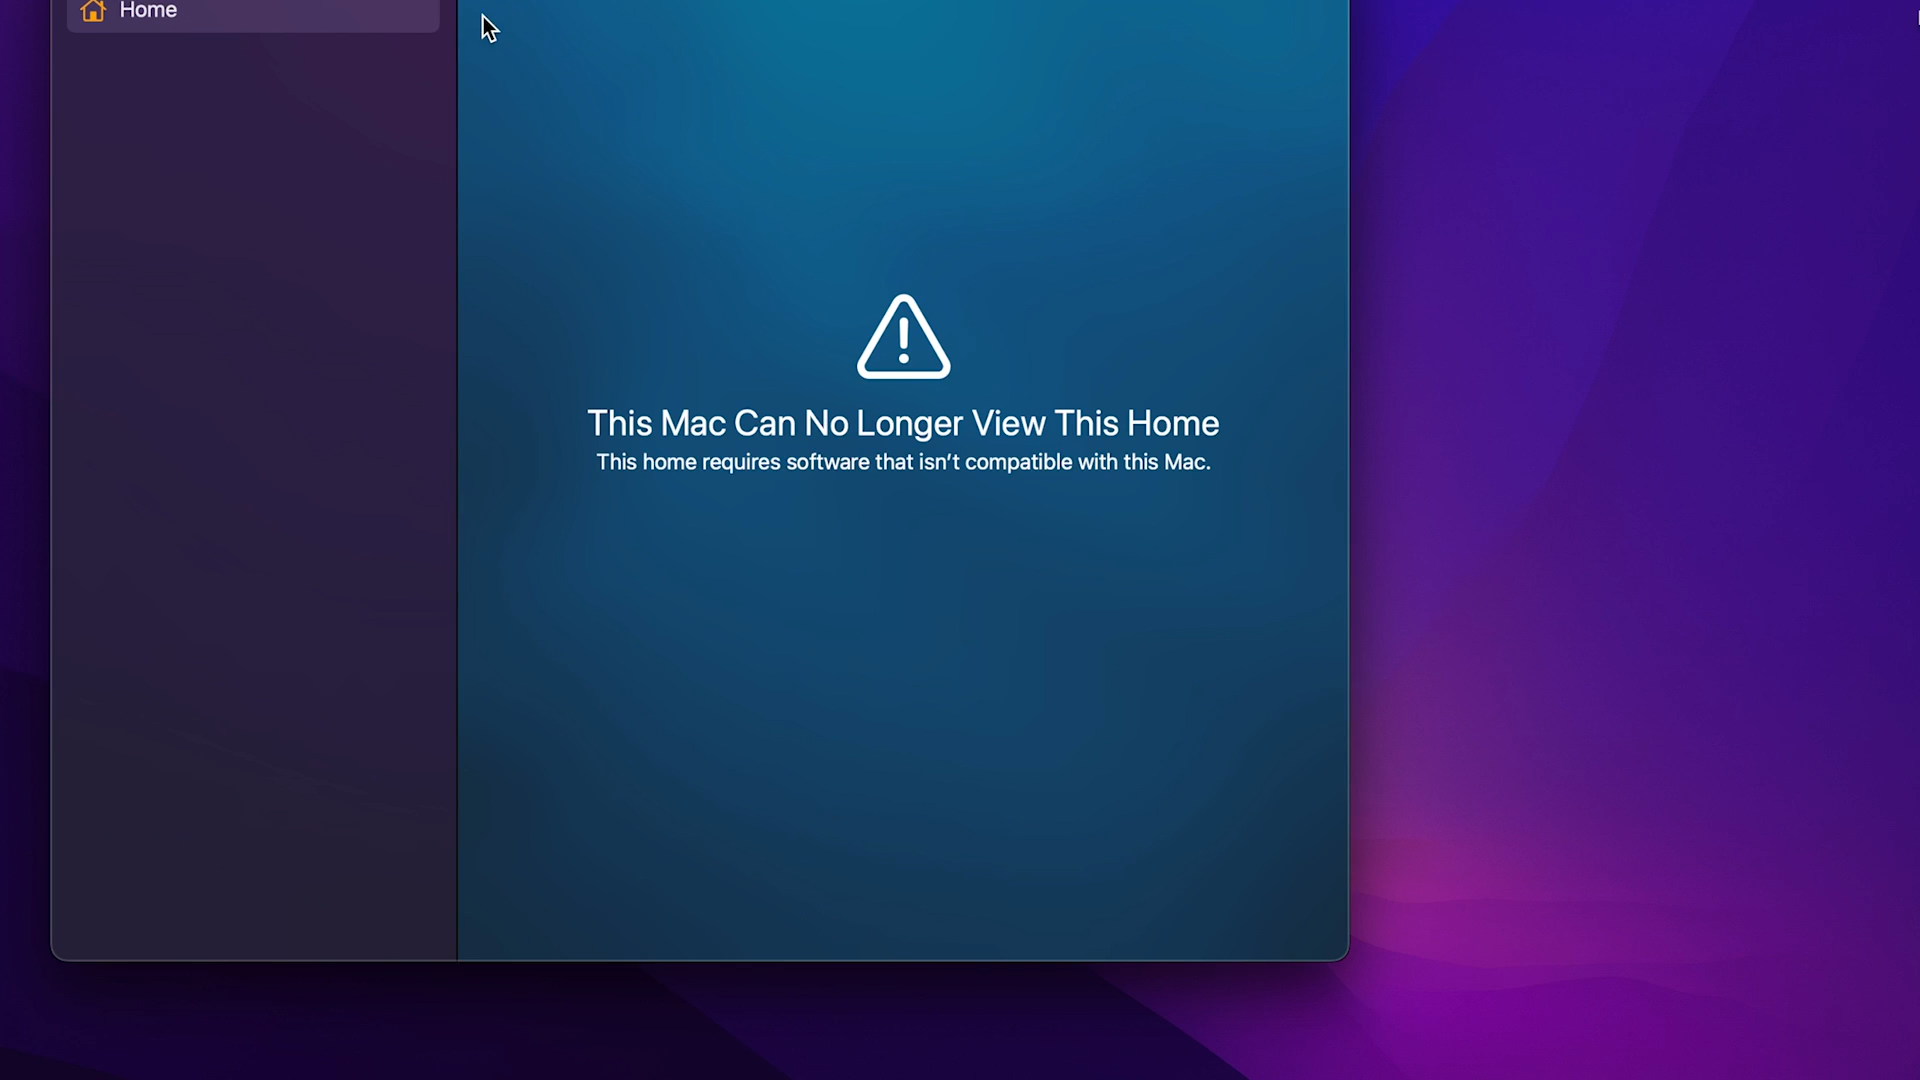 Home
This Mac Can No Longer View This Home
This home requires software that isn’t compatible with this Mac.